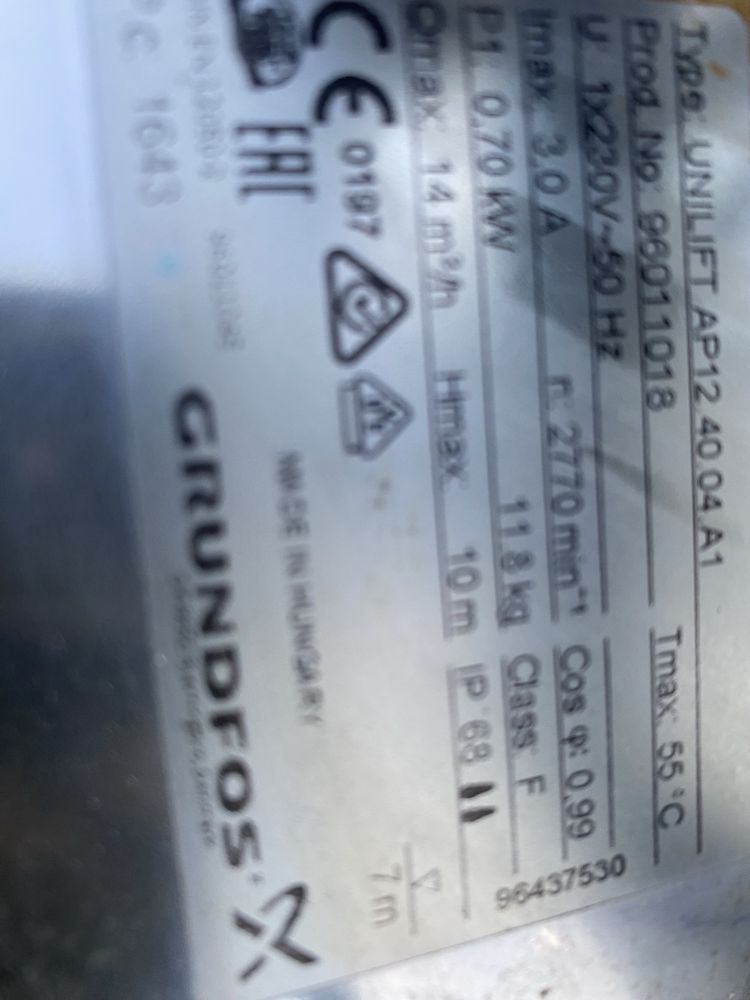 Type: UNILIFT AP12.40.04.A1
Prod. No: 96011018 Tmax: 55 °C
U: 1x230V~50 Hz
Imax: 3.0 A n: 2770 min⁻¹ Cos φ: 0.99
P1: 0.70 kW 11.8 kg Class: F
Qmax: 14 m³/h Hmax: 10 m IP 68
96437530
CE 0197
7 m
EAC
MADE IN HUNGARY
P C 1643
GRUNDFOS